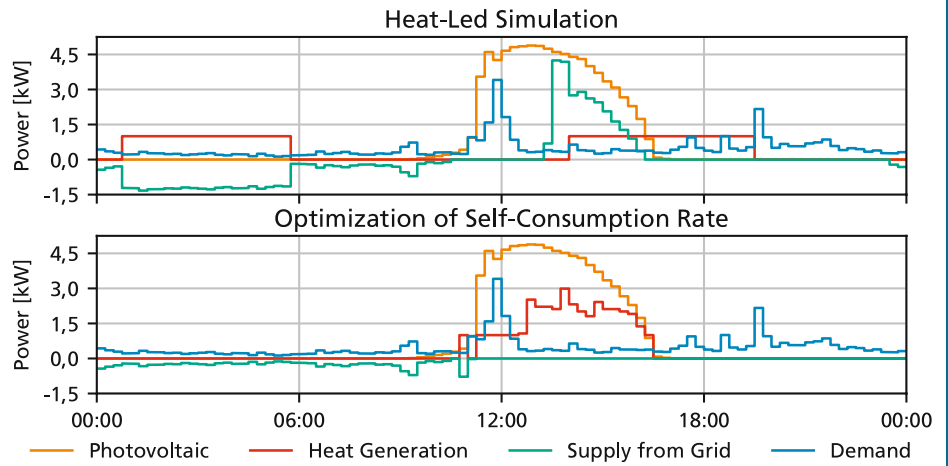 Heat-Led Simulation
Power [kW]
4,5
3,0
1,5
0,0
-1,5
Optimization of Self-Consumption Rate
Power [kW]
4,5
3,0
1,5
0,0
-1,5
00:00 06:00 12:00 18:00 00:00
Photovoltaic Heat Generation Supply from Grid Demand